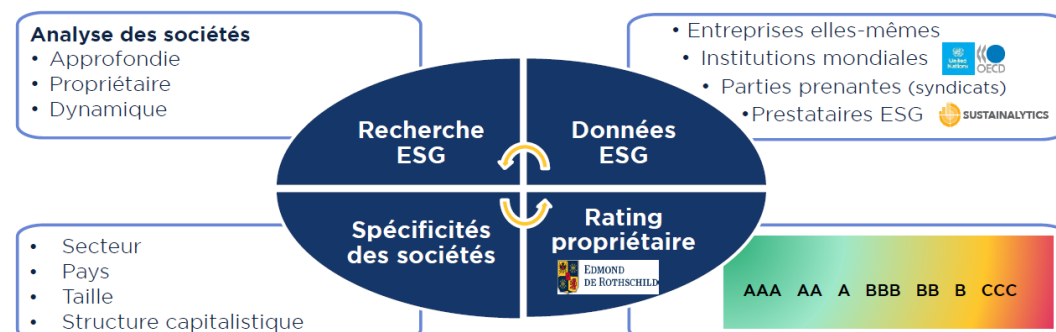 Analyse des sociétés
• Approfondie
• Propriétaire
• Dynamique
• Entreprises elles-mêmes
• Institutions mondiales
United Nations
OECD
• Parties prenantes (syndicats)
• Prestataires ESG
SUSTAINALYTICS
Recherche
ESG
Données
ESG
Spécificités
des sociétés
Rating
propriétaire
EDMOND
DE ROTHSCHILD
• Secteur
• Pays
• Taille
• Structure capitalistique
AAA AA A BBB BB B CCC